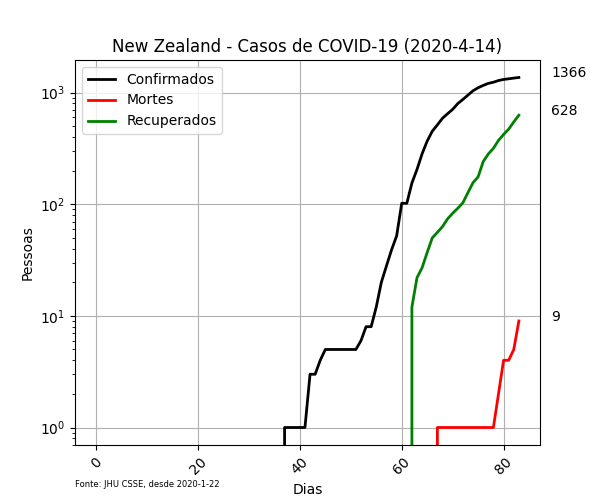 New Zealand - Casos de COVID-19 (2020-4-14)
Confirmados
Mortes
Recuperados
1366
628
9
10³
10²
10¹
10⁰
Pessoas
0
20
40
60
80
Dias
Fonte: JHU CSSE, desde 2020-1-22